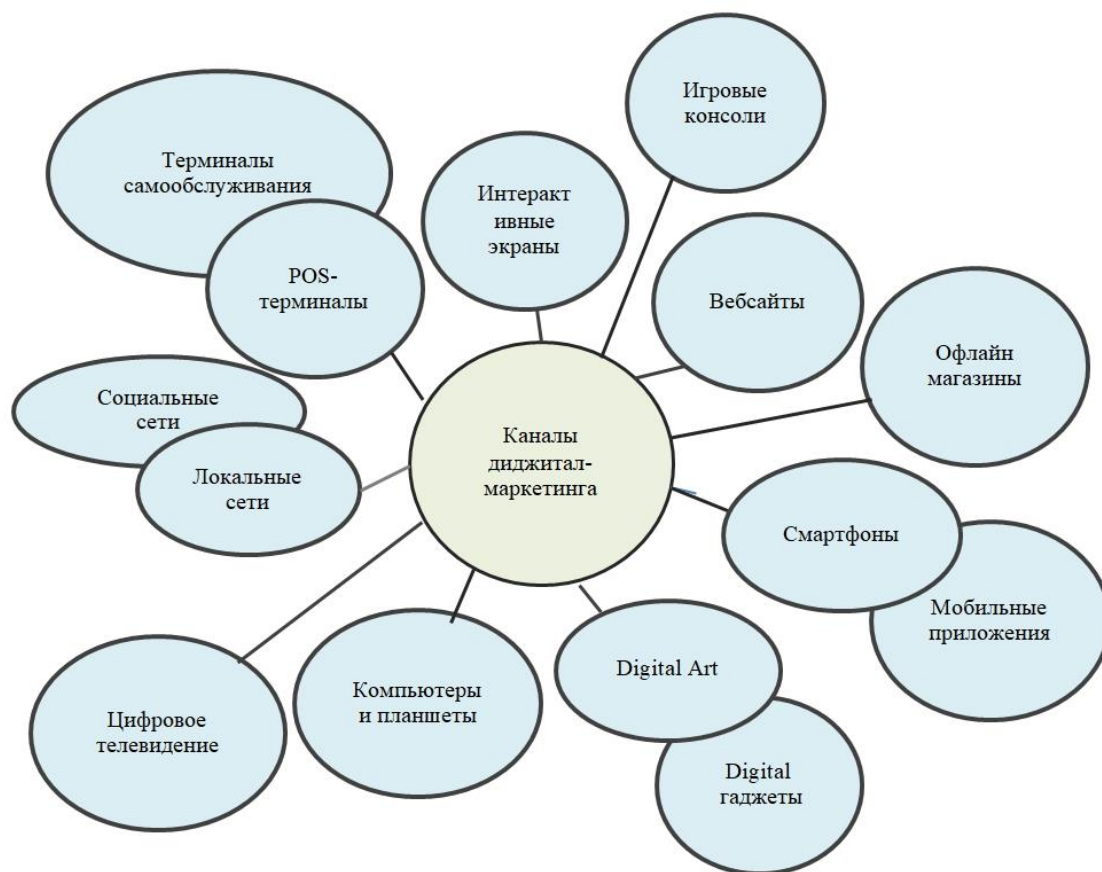 Игровые
консоли
Терминалы
самообслуживания
Интеракт
ивные
экраны
POS-
терминалы
Вебсайты
Офлайн
магазины
Социальные
сети
Каналы
диджитал-
маркетинга
Локальные
сети
Смартфоны
Мобильные
приложения
Digital Art
Компьютеры
и планшеты
Цифровое
телевидение
Digital
гаджеты